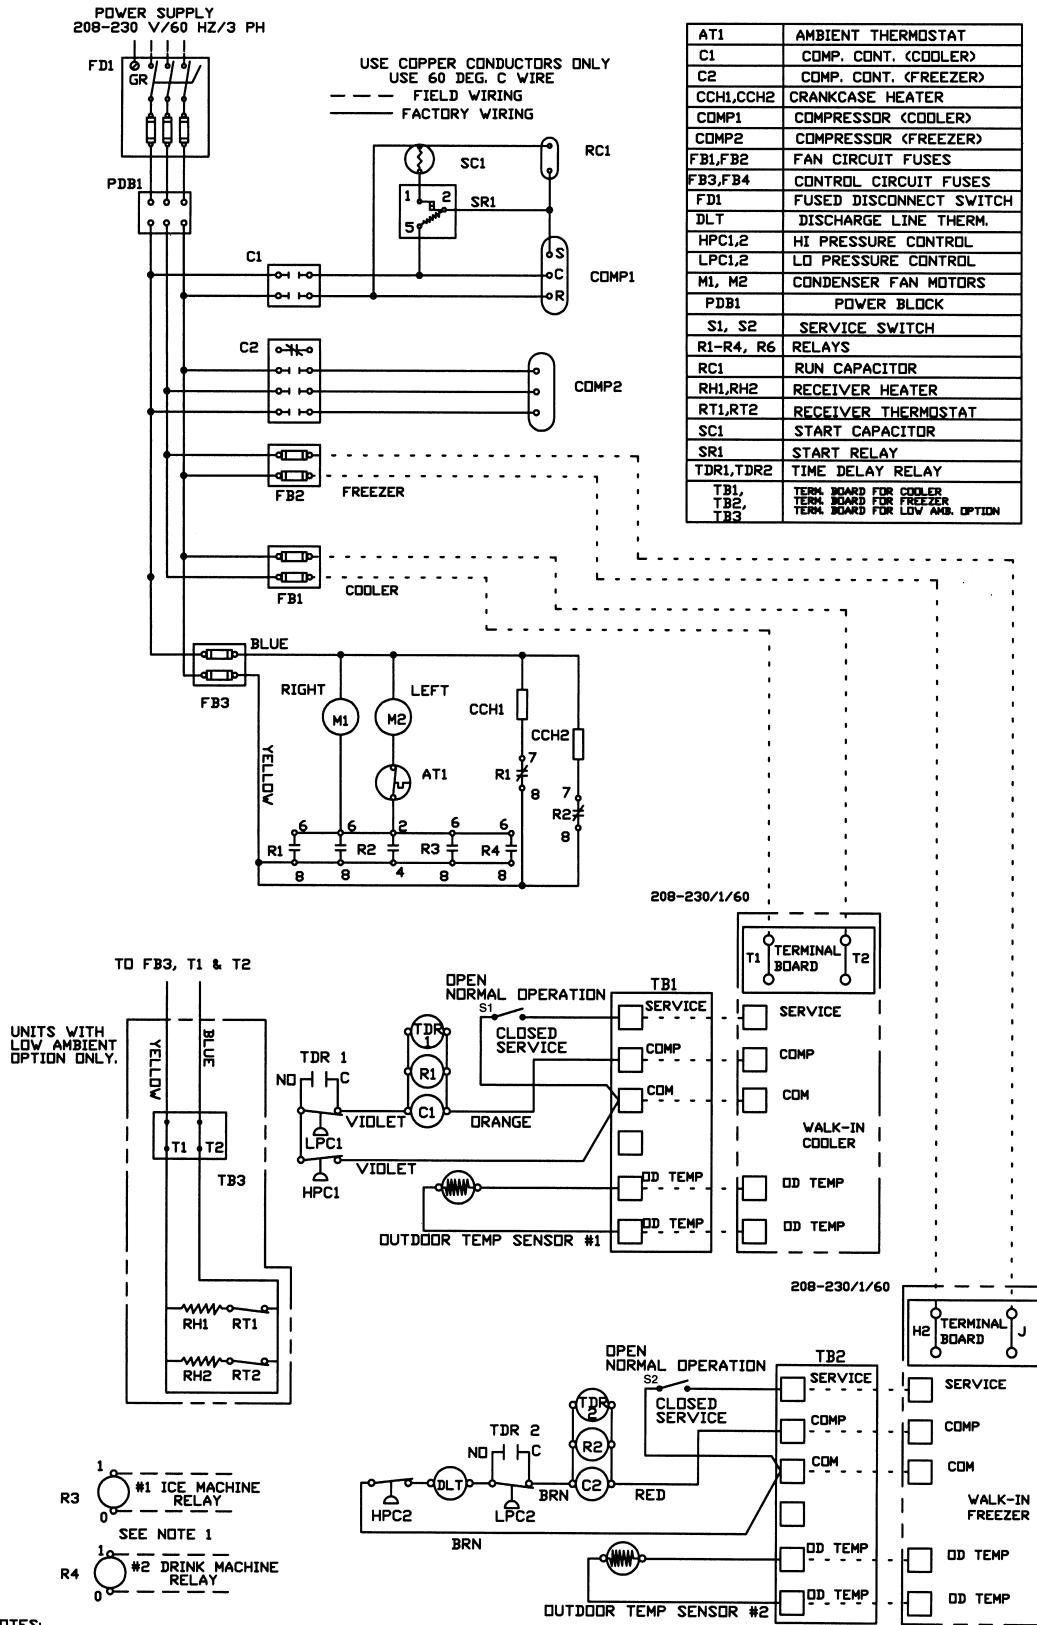 POWER SUPPLY
208-230 V/60 HZ/3 PH
FD1
GR
USE COPPER CONDUCTORS ONLY
USE 60 DEG. C WIRE
FIELD WIRING
FACTORY WIRING
AT1 AMBIENT THERMOSTAT
C1 COMP. CONT. (COOLER)
C2 COMP. CONT. (FREEZER)
CCH1,CCH2 CRANKCASE HEATER
COMP1 COMPRESSOR (COOLER)
COMP2 COMPRESSOR (FREEZER)
FB1,FB2 FAN CIRCUIT FUSES
FB3,FB4 CONTROL CIRCUIT FUSES
FD1 FUSED DISCONNECT SWITCH
DLT DISCHARGE LINE THERM.
HPC1,2 HI PRESSURE CONTROL
LPC1,2 LO PRESSURE CONTROL
M1, M2 CONDENSER FAN MOTORS
PDB1 POWER BLOCK
S1, S2 SERVICE SWITCH
R1-R4, R6 RELAYS
RC1 RUN CAPACITOR
RH1,RH2 RECEIVER HEATER
RT1,RT2 RECEIVER THERMOSTAT
SC1 START CAPACITOR
SR1 START RELAY
TDR1,TDR2 TIME DELAY RELAY
TB1, TERM. BOARD FOR COOLER
TB2, TERM. BOARD FOR FREEZER
TB3 TERM. BOARD FOR LOW AMB. OPTION
SC1
RC1
PDB1
1 2
SR1
5
S
C1
C
COMP1
R
C2
COMP2
FB2
FREEZER
FB1
COOLER
BLUE
FB3
RIGHT
LEFT
M1
M2
CCH1
CCH2
YELLOW
AT1
7
R1
8
7
R2
8
6 6 2 6 6
R1 R2 R3 R4
8 8 4 8 8
208-230/1/60
T1
TERMINAL
BOARD
T2
TO FB3, T1 & T2
OPEN
NORMAL OPERATION
S1
TB1
SERVICE
SERVICE
UNITS WITH
LOW AMBIENT
OPTION ONLY.
YELLOW
BLUE
CLOSED
SERVICE
TDR
1
TDR 1
NO C
R1
COMP
COMP
C1
COM
COM
VIOLET
ORANGE
LPC1
WALK-IN
COOLER
T1 T2
TB3
VIOLET
HPC1
OD TEMP
OD TEMP
OD TEMP
OD TEMP
OUTDOOR TEMP SENSOR #1
208-230/1/60
RH1 RT1
RH2 RT2
H2
TERMINAL
BOARD
J
OPEN
NORMAL OPERATION
S2
TB2
SERVICE
SERVICE
CLOSED
SERVICE
TDR
2
TDR 2
NO C
R2
COMP
COMP
COM
COM
DLT
C2
BRN
RED
HPC2
LPC2
BRN
WALK-IN
FREEZER
1
R3
#1 ICE MACHINE
RELAY
0
SEE NOTE 1
1
R4
#2 DRINK MACHINE
RELAY
0
OD TEMP
OD TEMP
OD TEMP
OD TEMP
OUTDOOR TEMP SENSOR #2